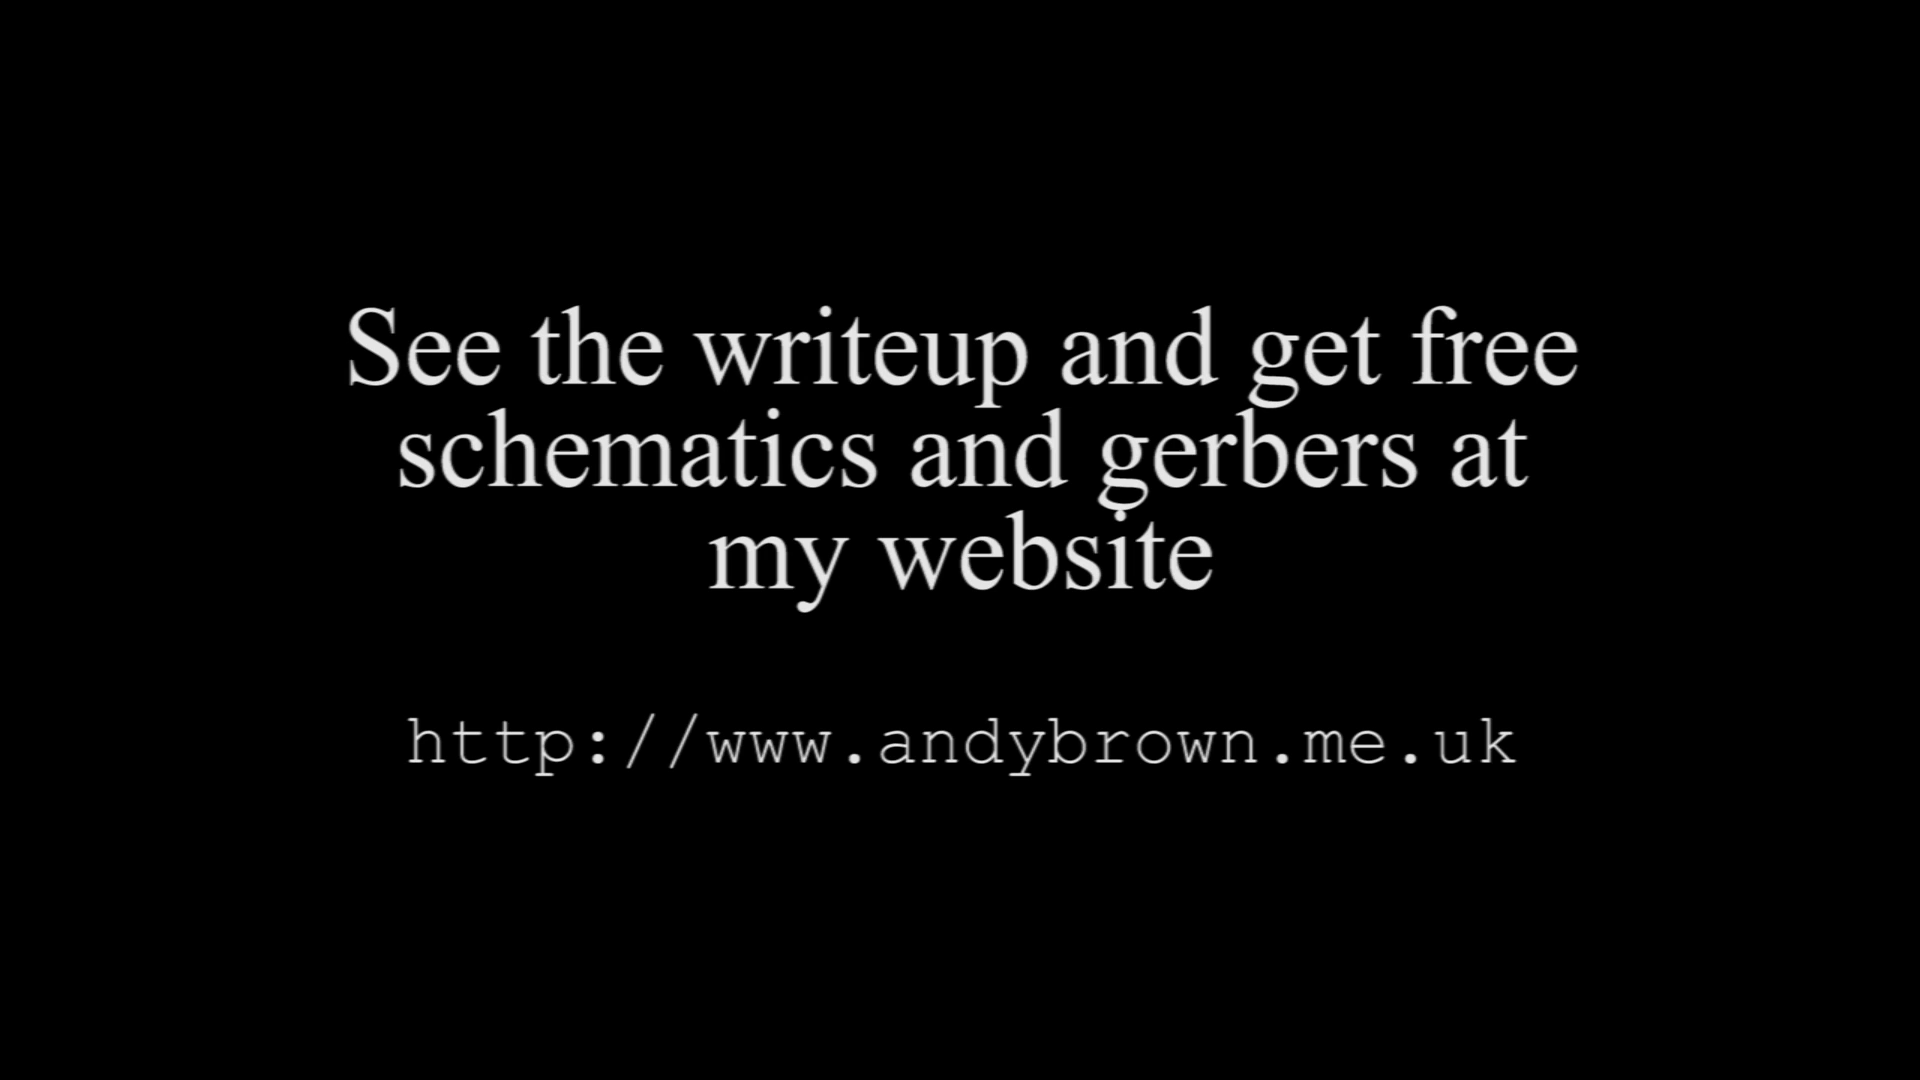 See the writeup and get free
schematics and gerbers at
my website
http://www.andybrown.me.uk